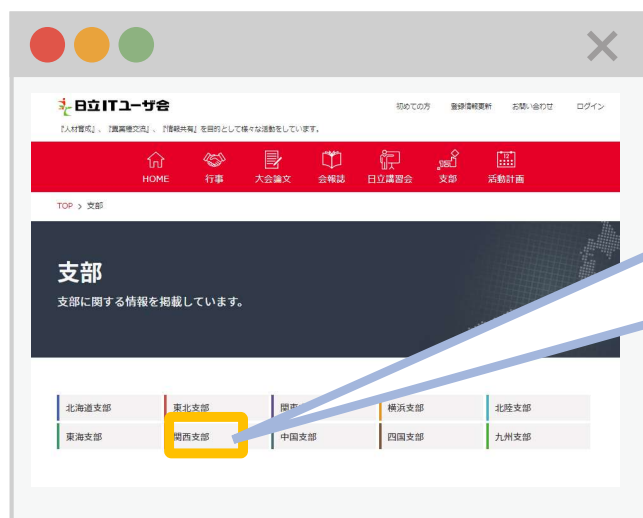 日立ITユーザ会
初めての方 登録情報更新 お問い合わせ ログイン
『人材育成』、『異業種交流』、『情報共有』を目的として様々な活動をしています。
HOME 行事 大会論文 会報誌 日立講習会 支部 活動計画
TOP > 支部
支部
支部に関する情報を掲載しています。
北海道支部 東北支部 横浜支部 北陸支部
東海支部 関西支部 中国支部 四国支部 九州支部